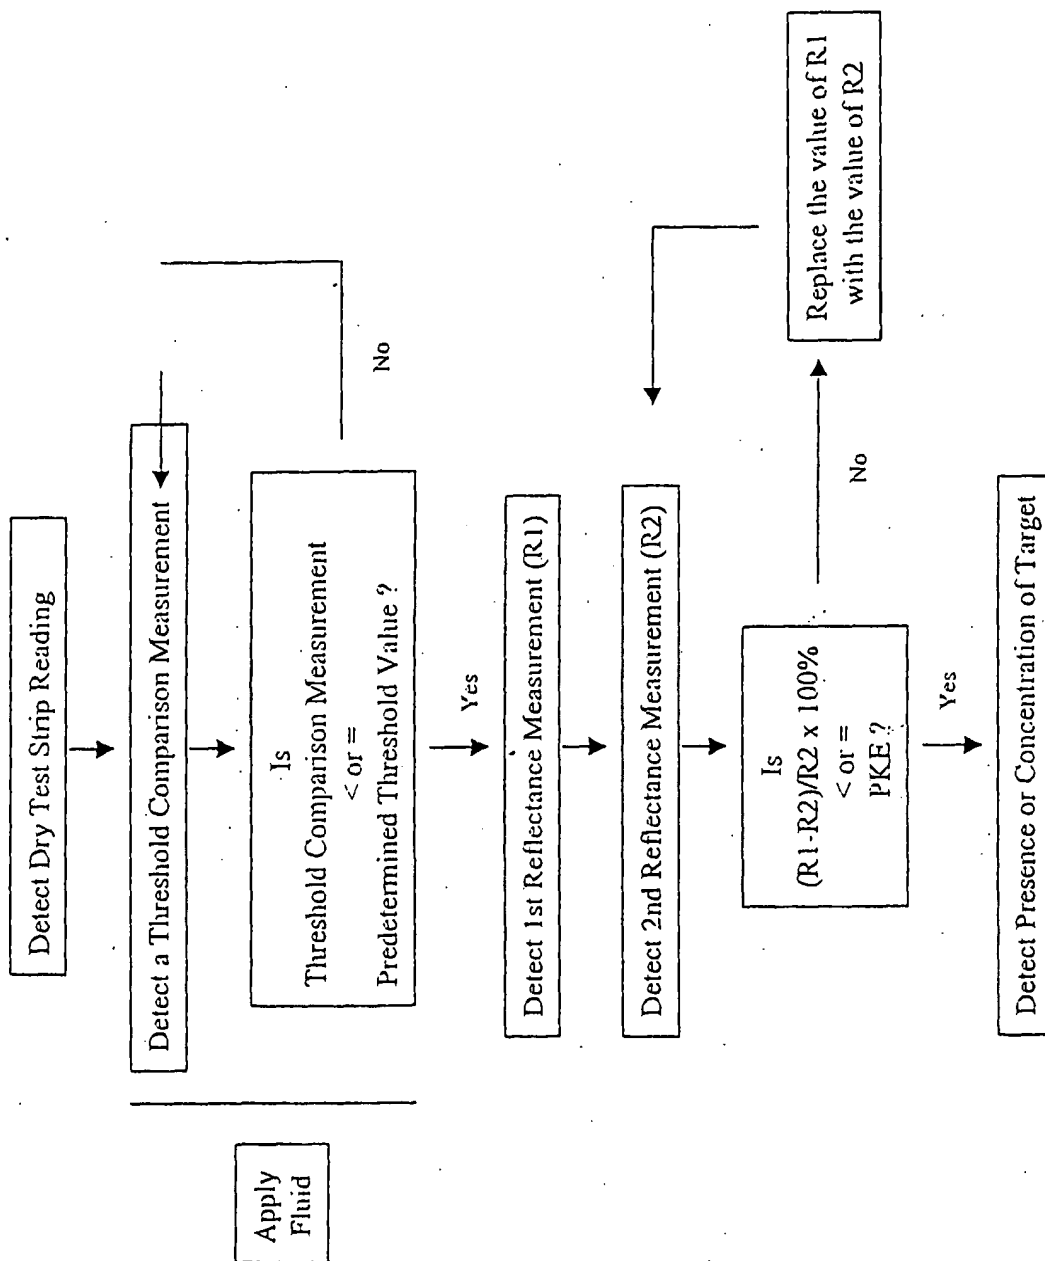 Detect Dry Test Strip Reading
Detect a Threshold Comparison Measurement
Apply
Fluid
Is
Threshold Comparison Measurement
< or =
Predetermined Threshold Value ?
No
Yes
Detect 1st Reflectance Measurement (R1)
Detect 2nd Reflectance Measurement (R2)
Is
(R1-R2)/R2 x 100%
< or =
PKE ?
No
Replace the value of R1
with the value of R2
Yes
Detect Presence or Concentration of Target